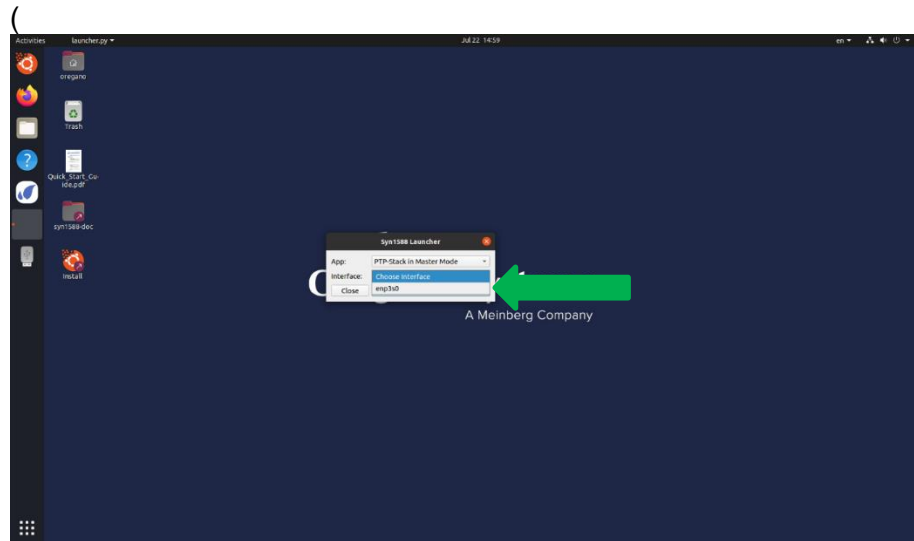 (
Activities launcher.py Jul 22 14:59 en
oregano
Trash
Quick_Start_Gu-
ide.pdf
syn1588-doc
Install
Syn1588 Launcher
App: PTP-Stack in Master Mode
Interface: Choose Interface
enp3s0
Close
A Meinberg Company